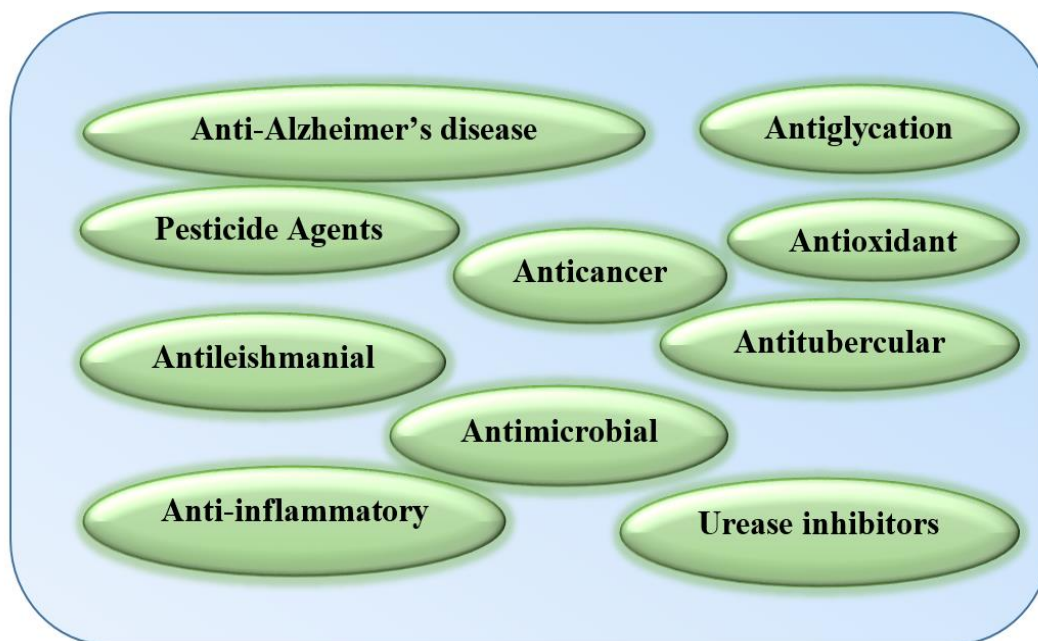 Anti-Alzheimer’s disease
Antiglycation
Pesticide Agents
Antioxidant
Anticancer
Antileishmanial
Antitubercular
Antimicrobial
Anti-inflammatory
Urease inhibitors